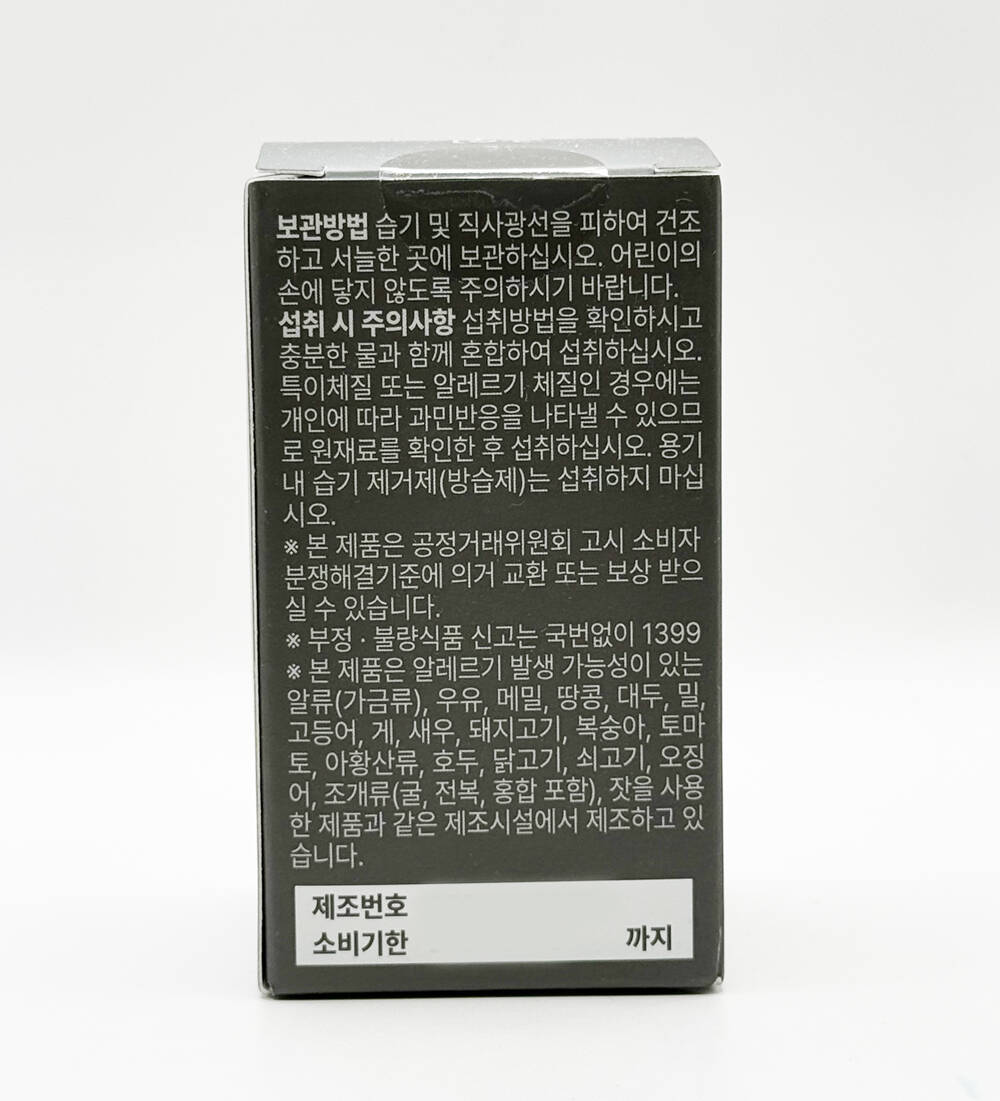 보관방법 습기 및 직사광선을 피하여 건조
하고 서늘한 곳에 보관하십시오. 어린이의
손에 닿지 않도록 주의하시기 바랍니다.
섭취 시 주의사항 섭취방법을 확인하시고
충분한 물과 함께 혼합하여 섭취하십시오.
특이체질 또는 알레르기 체질인 경우에는
개인에 따라 과민반응을 나타낼 수 있으므
로 원재료를 확인한 후 섭취하십시오. 용기
내 습기 제거제(방습제)는 섭취하지 마십
시오.
※ 본 제품은 공정거래위원회 고시 소비자
분쟁해결기준에 의거 교환 또는 보상 받으
실 수 있습니다.
※ 부정 · 불량식품 신고는 국번없이 1399
※ 본 제품은 알레르기 발생 가능성이 있는
알류(가금류), 우유, 메밀, 땅콩, 대두, 밀,
고등어, 게, 새우, 돼지고기, 복숭아, 토마
토, 아황산류, 호두, 닭고기, 쇠고기, 오징
어, 조개류(굴, 전복, 홍합 포함), 잣을 사용
한 제품과 같은 제조시설에서 제조하고 있
습니다.
제조번호
소비기한 까지